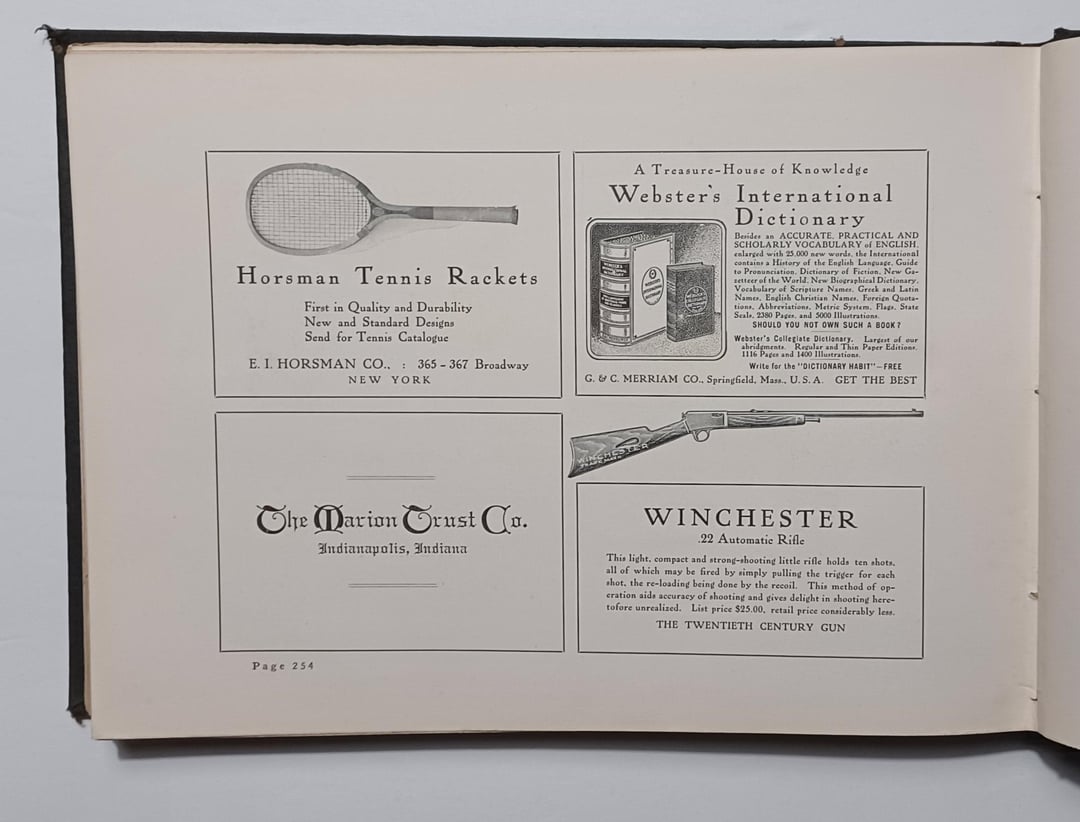 Horsman Tennis Rackets
First in Quality and Durability
New and Standard Designs
Send for Tennis Catalogue
E. I. HORSMAN CO., : 365-367 Broadway
NEW YORK
A Treasure-House of Knowledge
Webster's International
Dictionary
Besides an ACCURATE, PRACTICAL AND
SCHOLARLY VOCABULARY of ENGLISH,
enlarged with 25,000 new words, the International
contains a History of the English Language, Guide
to Pronunciation, Dictionary of Fiction, New Ga-
zetteer of the World, New Biographical Dictionary,
Vocabulary of Scripture Names, Greek and Latin
Names, English Christian Names, Foreign Quota-
tions, Abbreviations, Metric System, Flags, State
Seals, 2380 Pages, and 5000 Illustrations.
SHOULD YOU NOT OWN SUCH A BOOK?
Webster's Collegiate Dictionary. Largest of our
abridgments. Regular and Thin Paper Editions.
1116 Pages and 1400 Illustrations.
Write for the "DICTIONARY HABIT"—FREE
G. & C. MERRIAM CO., Springfield, Mass., U. S. A. GET THE BEST
The Marion Trust Co.
Indianapolis, Indiana
WINCHESTER
TRADE MARK
WINCHESTER
.22 Automatic Rifle
This light, compact and strong-shooting little rifle holds ten shots,
all of which may be fired by simply pulling the trigger for each
shot, the re-loading being done by the recoil. This method of op-
eration aids accuracy of shooting and gives delight in shooting here-
tofore unrealized. List price $25.00, retail price considerably less.
THE TWENTIETH CENTURY GUN
Page 254